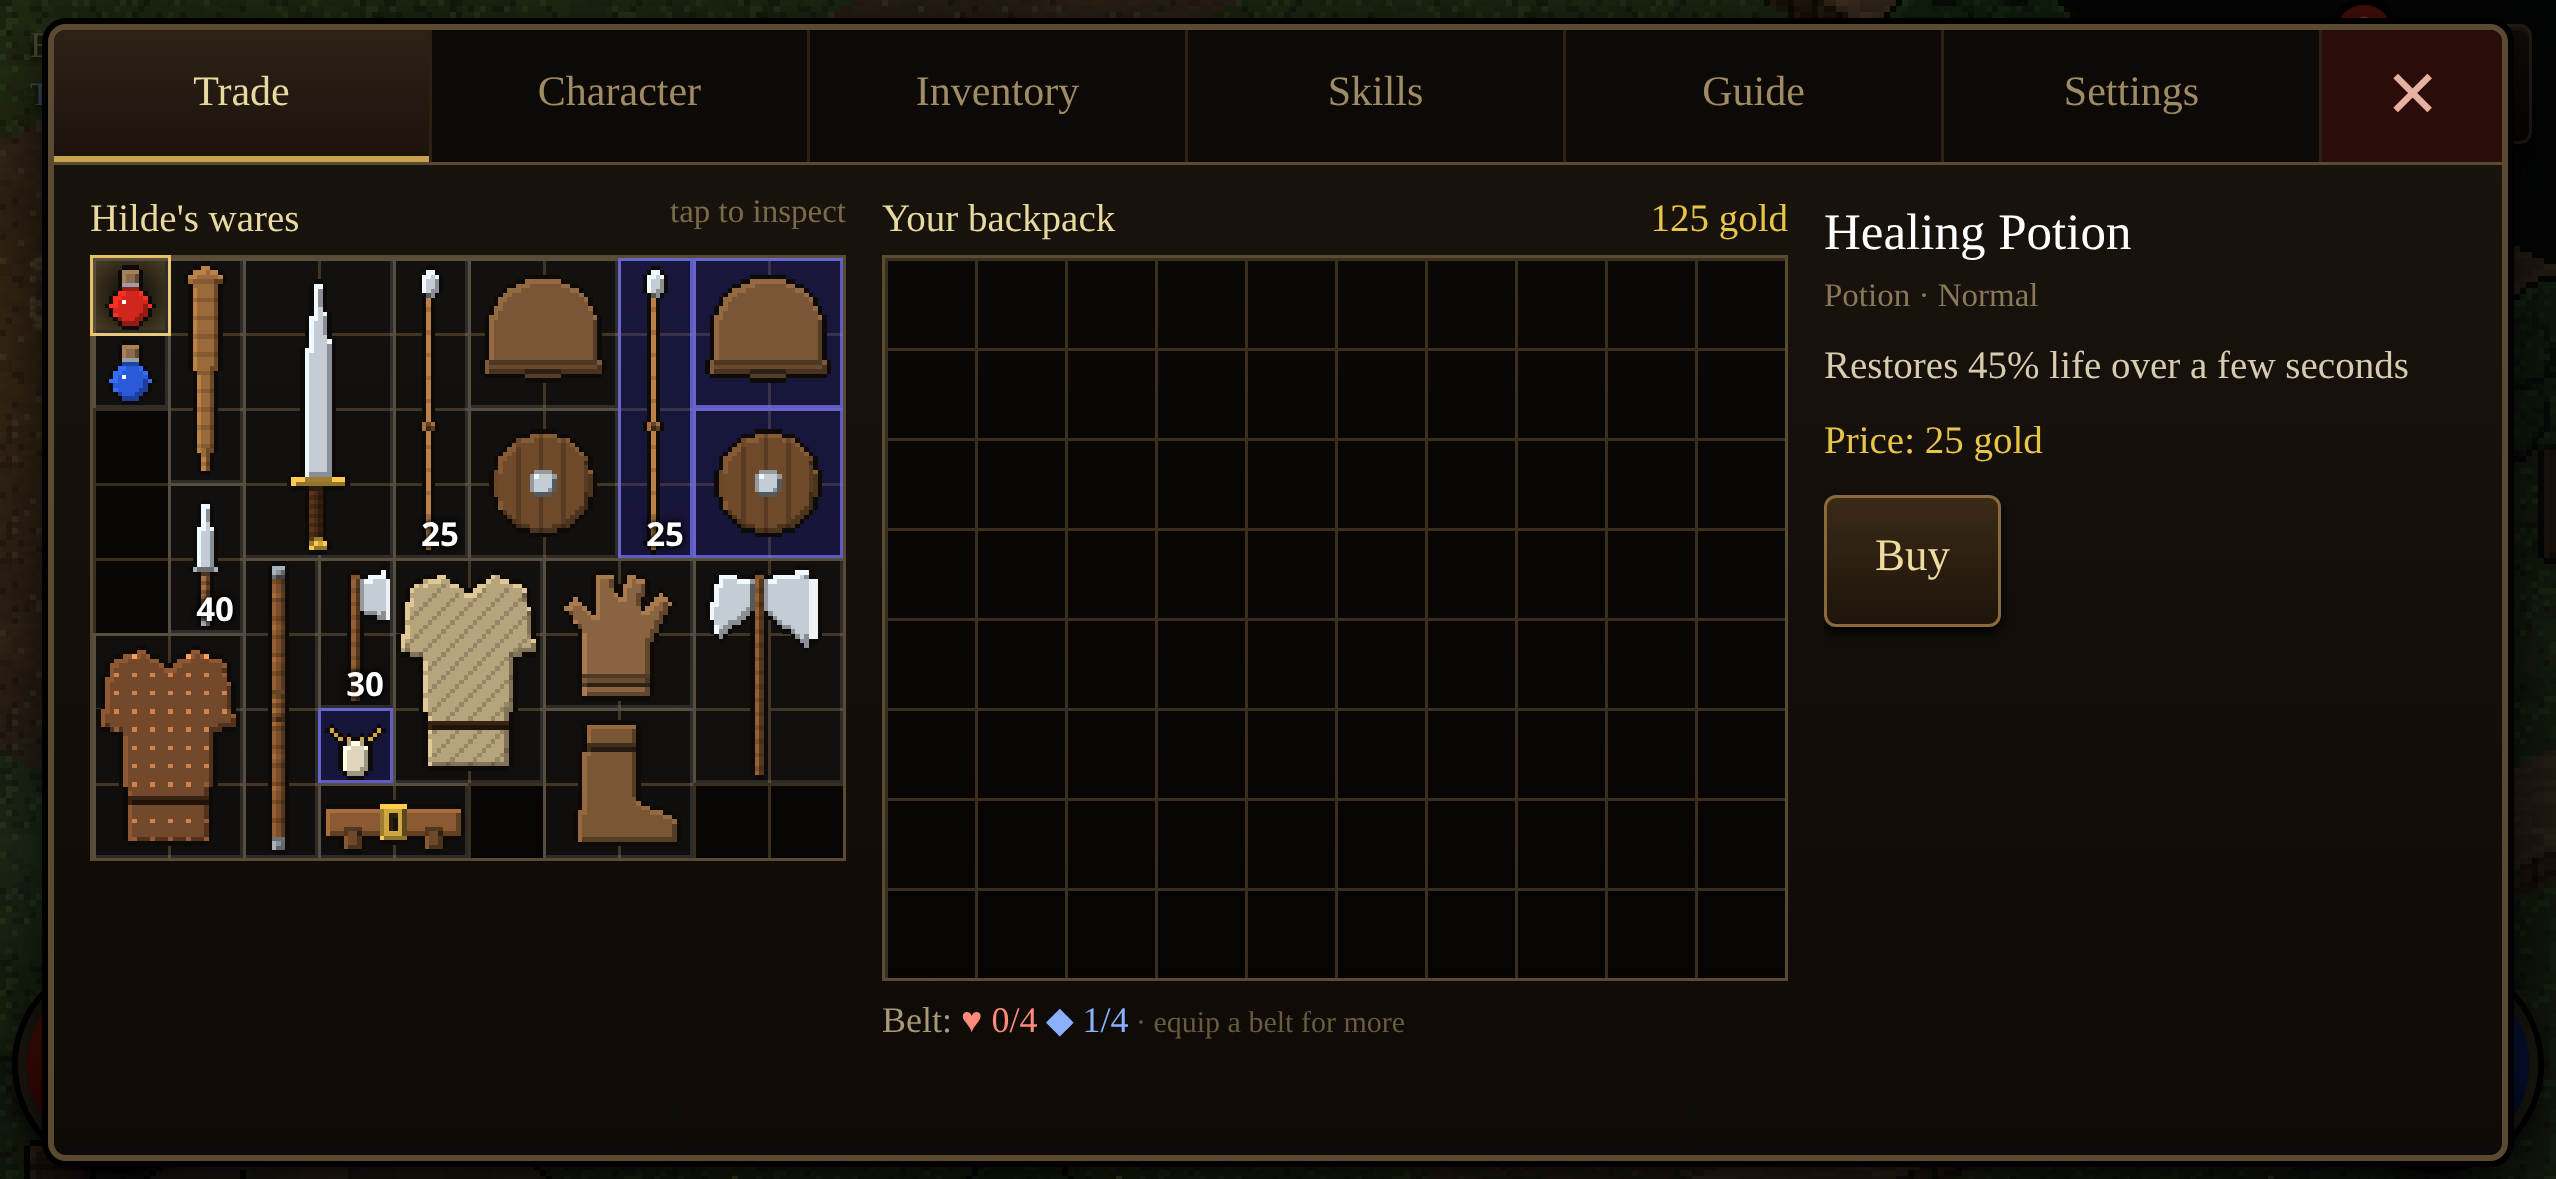 Trade
Character
Inventory
Skills
Guide
Settings
✕
Hilde's wares
tap to inspect
25
25
40
30
Your backpack
125 gold
Belt: ♥ 0/4 ◆ 1/4 · equip a belt for more
Healing Potion
Potion · Normal
Restores 45% life over a few seconds
Price: 25 gold
Buy